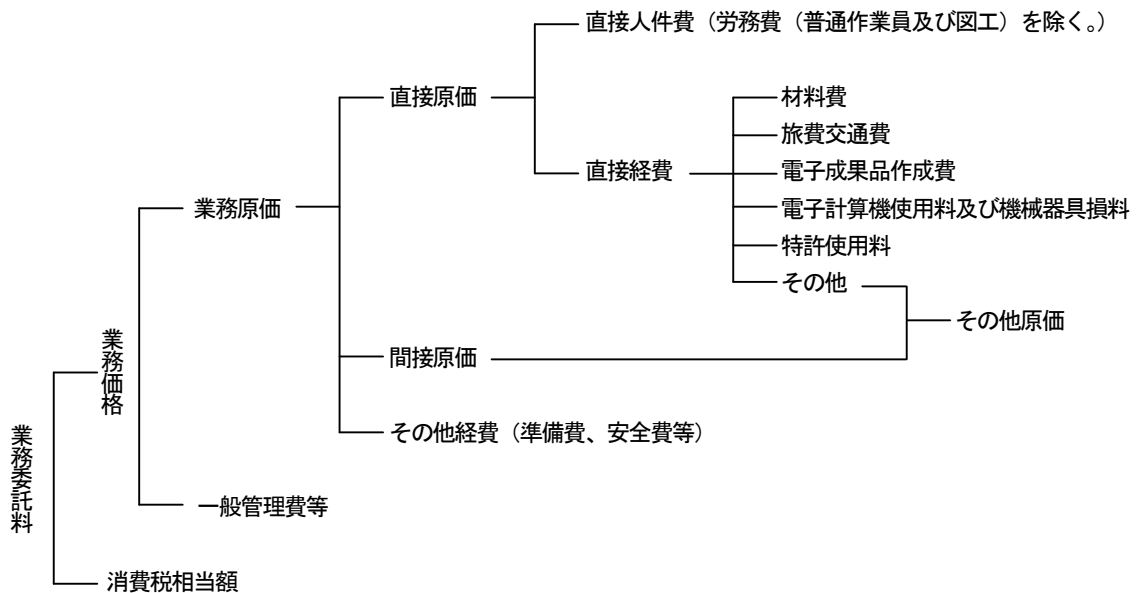 直接人件費（労務費（普通作業員及び図工）を除く。）
直接原価
材料費
旅費交通費
直接経費
電子成果品作成費
業務原価
電子計算機使用料及び機械器具損料
特許使用料
その他
その他原価
業務価格
間接原価
その他経費（準備費、安全費等）
業務委託料
一般管理費等
消費税相当額